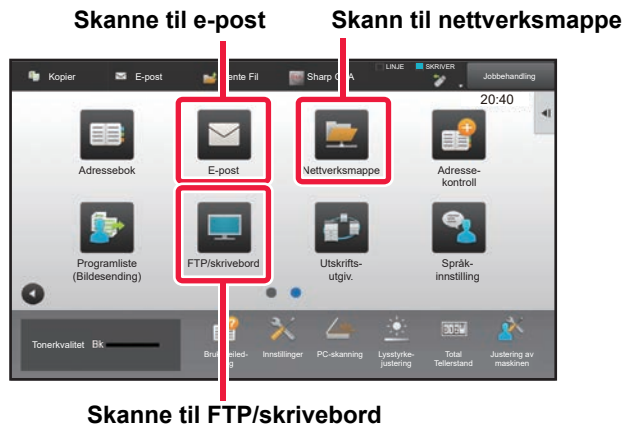 Skanne til e-post
Skann til nettverksmappe
LINJE
SKRIVER
Kopier
E-post
Sharp
Jobbehandling
20:40
Adressebok
E-post
Nettverksmappe
Adresse-
kontroll
Programliste
(Bildesending)
FTP/skrivebord
Utskrifts-
utgiv.
Språk-
innstilling
Tonerkvalitet Bk
Innstillinger
PC-skanning
Lysstyrke-
justering
Total
Tellerstand
Justering av
maskinen
Skanne til FTP/skrivebord